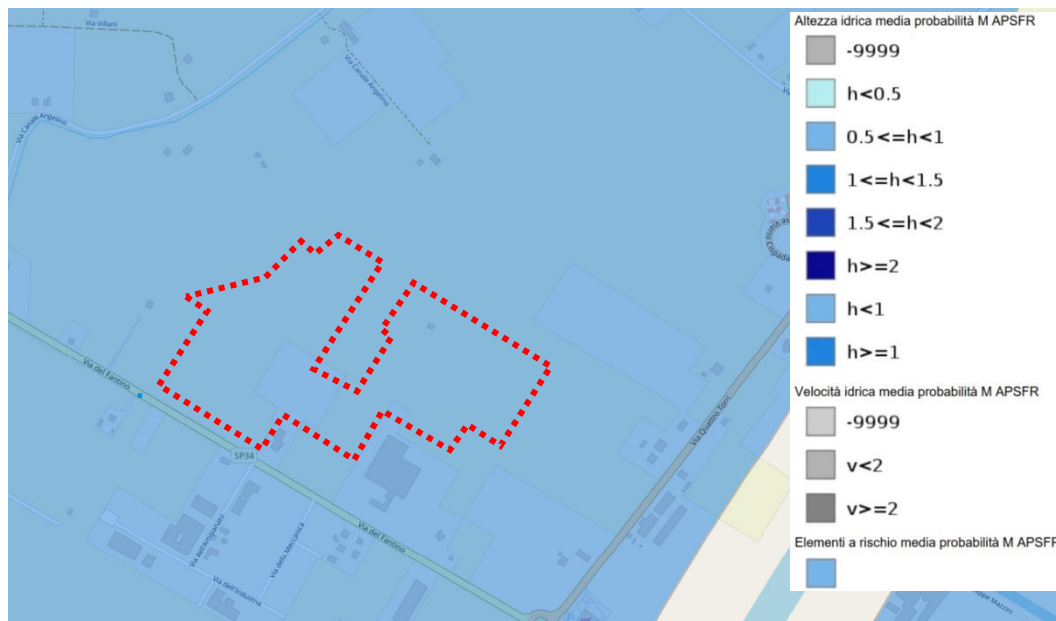 Via Villani
Via Canale Angelino
Via Canale Angelino
Via del Fantino
SP34
Via Quattro Torri
Via dell'Artigianato
Via della Meccanica
Via del Fantino
Via dell'Industria
Altezza idrica media probabilità M APSFR
-9999
h<0.5
0.5<=h<1
1<=h<1.5
1.5<=h<2
h>=2
h<1
h>=1
Velocità idrica media probabilità M APSFR
-9999
v<2
v>=2
Elementi a rischio media probabilità M APSFR